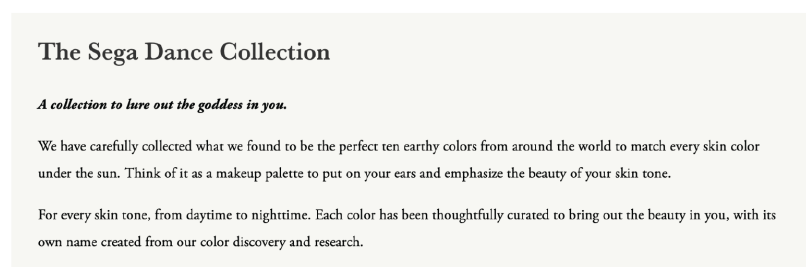 The Sega Dance Collection
A collection to lure out the goddess in you.
We have carefully collected what we found to be the perfect ten earthy colors from around the world to match every skin color
under the sun. Think of it as a makeup palette to put on your ears and emphasize the beauty of your skin tone.
For every skin tone, from daytime to nighttime. Each color has been thoughtfully curated to bring out the beauty in you, with its
own name created from our color discovery and research.